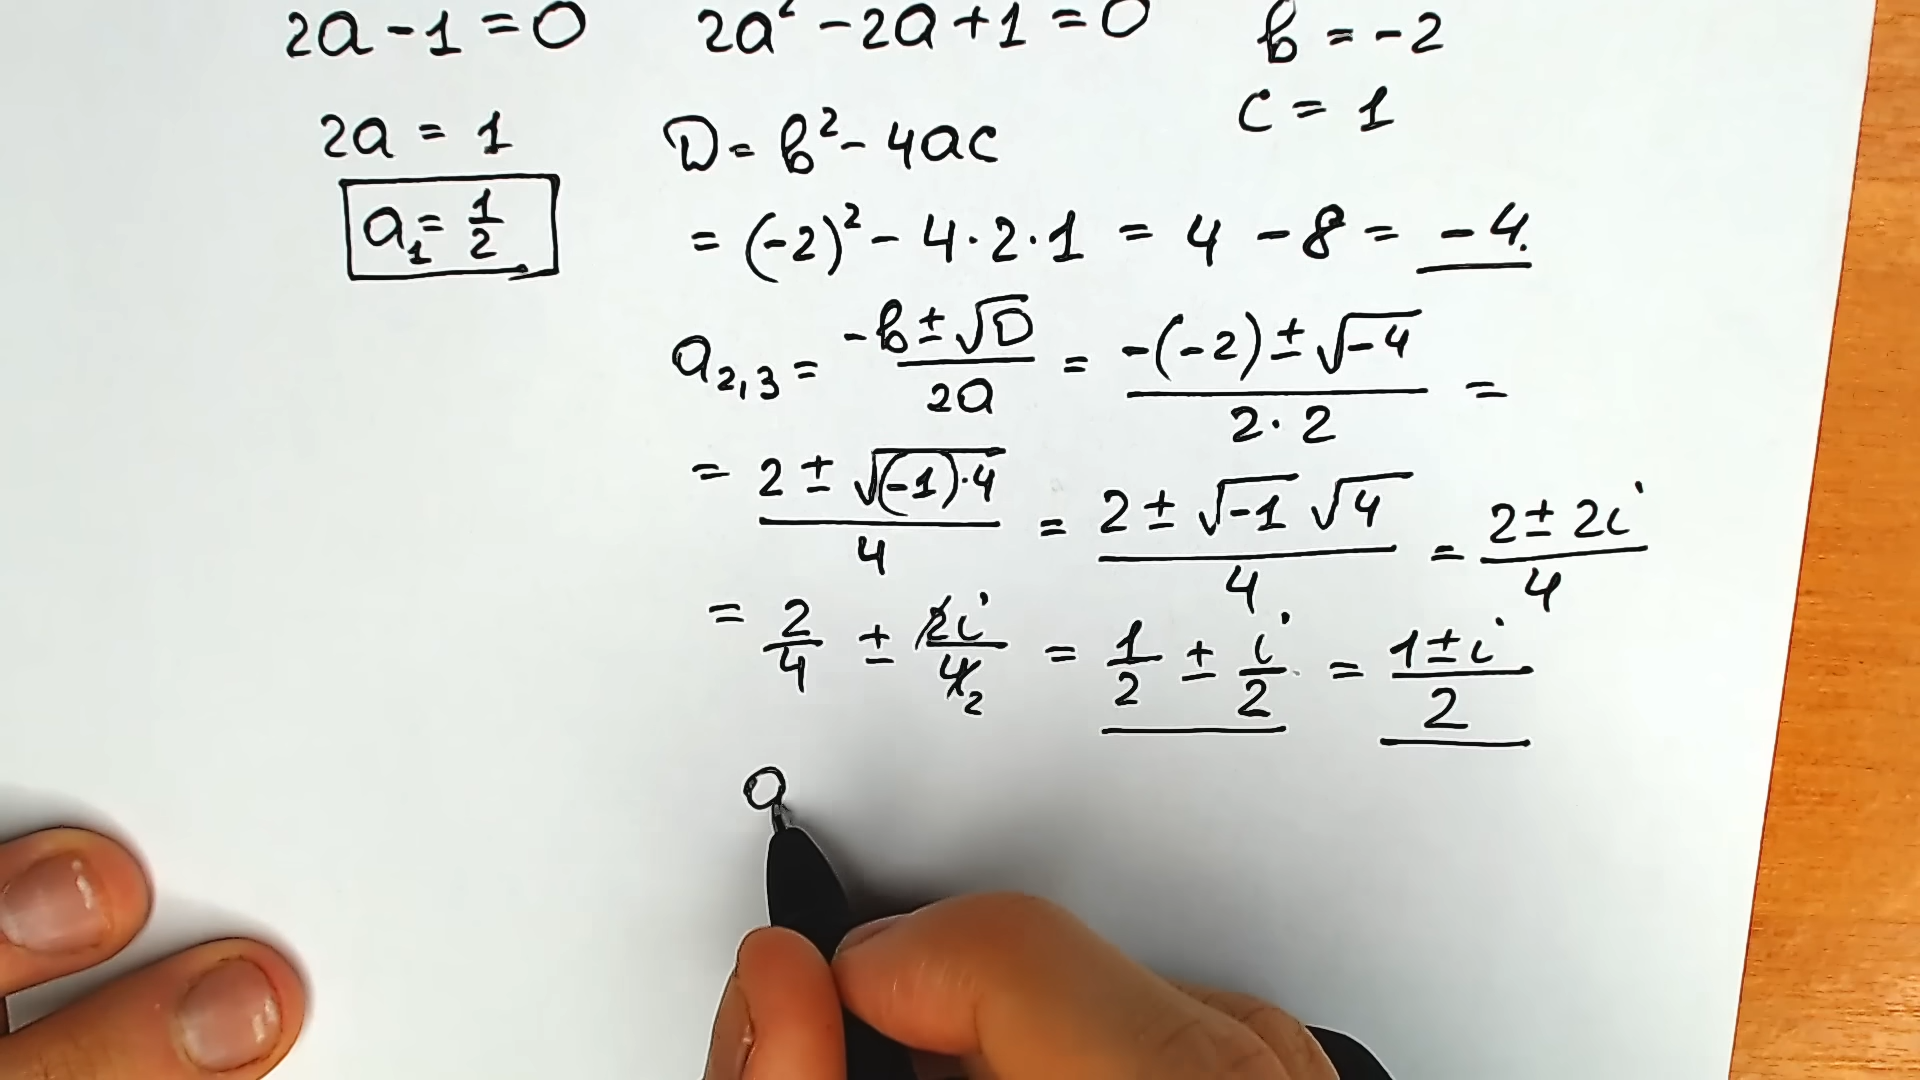 2a - 1 = 0    2a² - 2a + 1 = 0    b = -2
c = 1
2a = 1    D = b² - 4ac
a₁ = 1/2    = (-2)² - 4·2·1 = 4 - 8 = -4.
a₂,₃ = (-b ± √D)/(2a) = (-(-2) ± √-4)/(2·2) =
= (2 ± √((-1)·4))/4 = (2 ± √-1 √4)/4 = (2 ± 2i)/4
= 2/4 ± 2i/4 2 = 1/2 ± i/2 = (1 ± i)/2
a